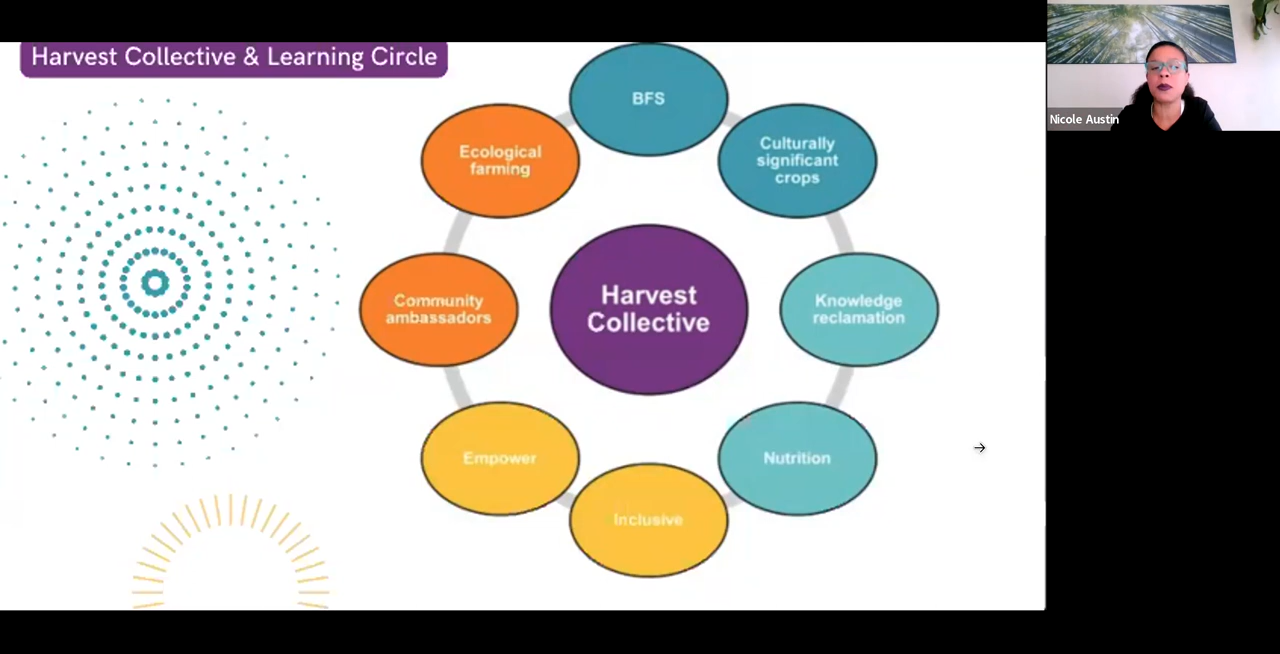 Harvest Collective & Learning Circle
BFS
Culturally
significant
crops
Knowledge
reclamation
Nutrition
Inclusive
Empower
Community
ambassadors
Ecological
farming
Harvest
Collective
Nicole Austin